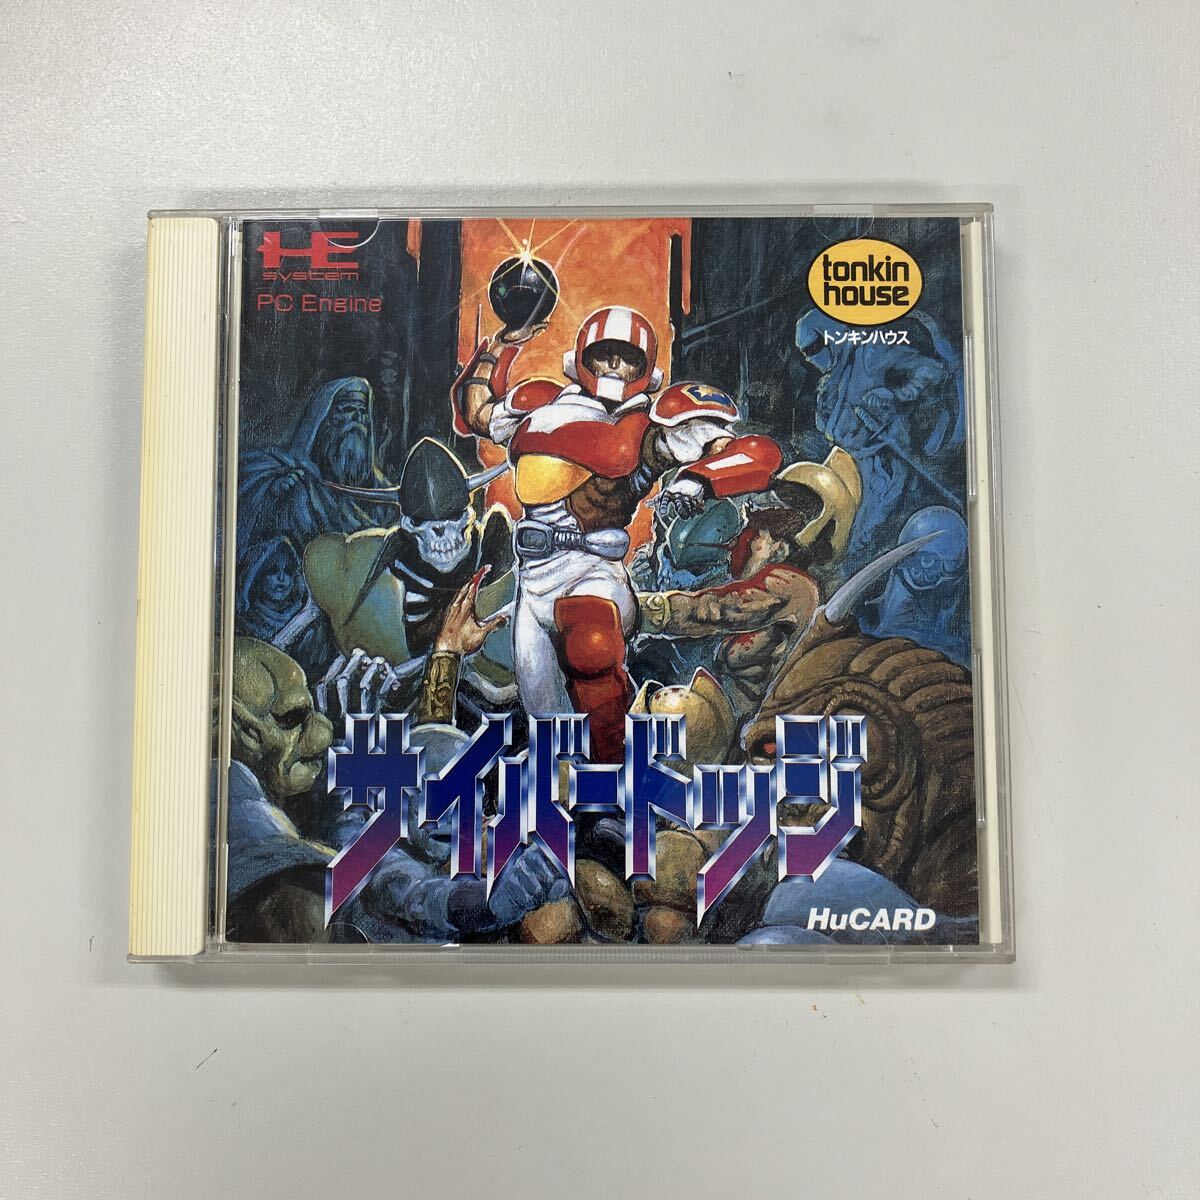 HE
system
PC Engine
tonkin
house
トンキンハウス
サイバードッジ
HuCARD